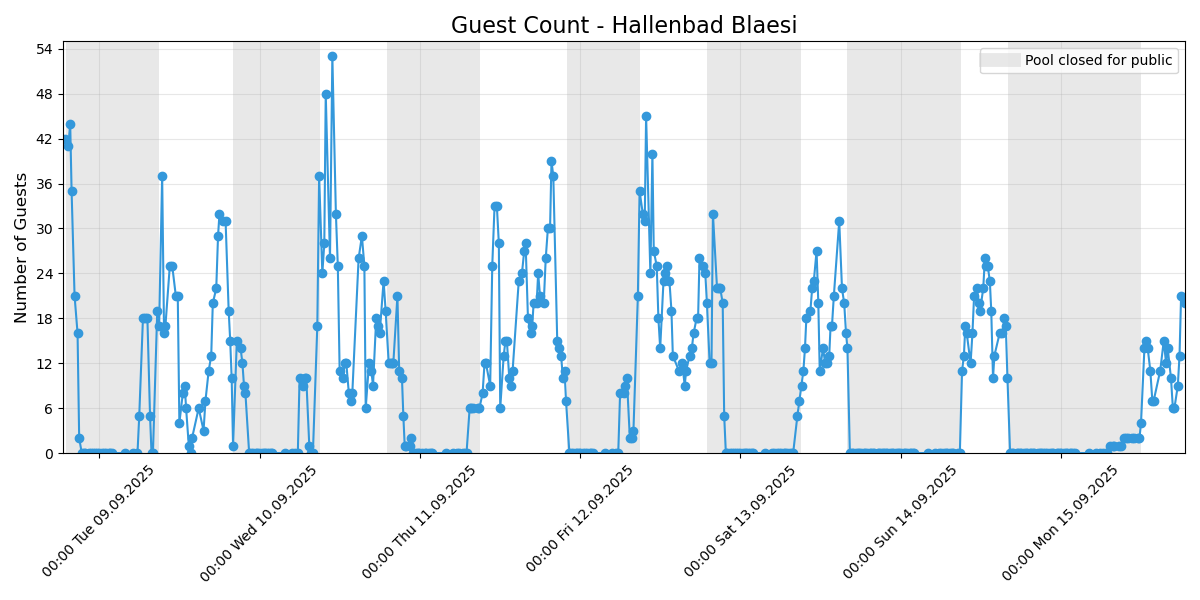 Guest Count - Hallenbad Blaesi
Pool closed for public
Number of Guests
54
48
42
36
30
24
18
12
6
0
00:00 Tue 09.09.2025
00:00 Wed 10.09.2025
00:00 Thu 11.09.2025
00:00 Fri 12.09.2025
00:00 Sat 13.09.2025
00:00 Sun 14.09.2025
00:00 Mon 15.09.2025